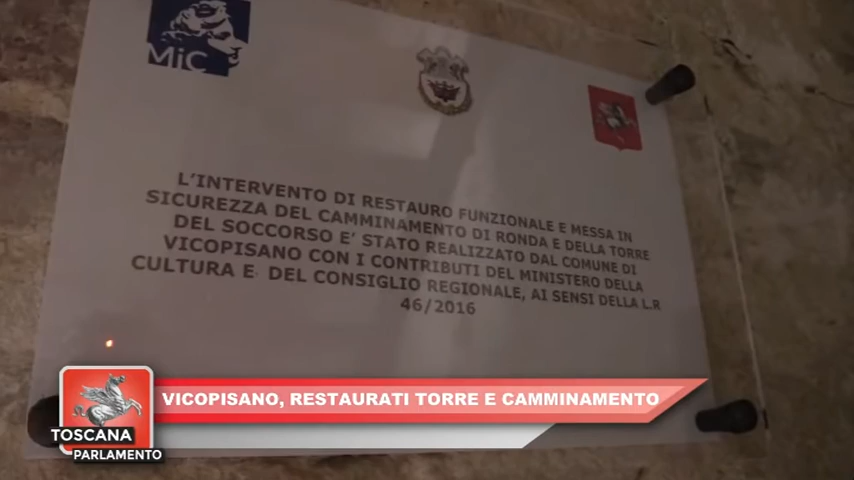 MiC
L'INTERVENTO DI RESTAURO FUNZIONALE E MESSA IN
SICUREZZA DEL CAMMINAMENTO DI RONDA E DELLA TORRE
DEL SOCCORSO E' STATO REALIZZATO DAL COMUNE DI
VICOPISANO CON I CONTRIBUTI DEL MINISTERO DELLA
CULTURA E DEL CONSIGLIO REGIONALE, AI SENSI DELLA L.R
46/2016
VICOPISANO, RESTAURATI TORRE E CAMMINAMENTO
TOSCANA
PARLAMENTO